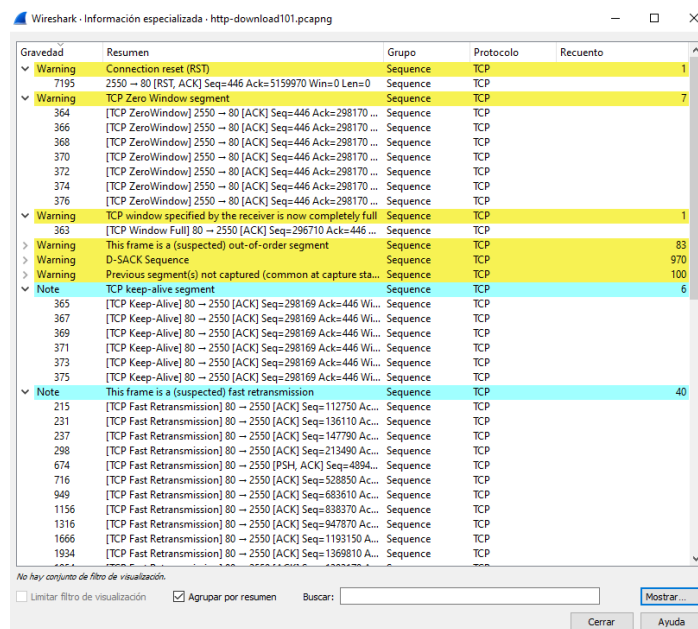 Wireshark · Información especializada · http-download101.pcapng
Gravedad Resumen Grupo Protocolo Recuento
Warning Connection reset (RST) Sequence TCP 1
7195 2550 → 80 [RST, ACK] Seq=446 Ack=5159970 Win=0 Len=0 Sequence TCP
Warning TCP Zero Window segment Sequence TCP 7
364 [TCP ZeroWindow] 2550 → 80 [ACK] Seq=446 Ack=298170 ... Sequence TCP
366 [TCP ZeroWindow] 2550 → 80 [ACK] Seq=446 Ack=298170 ... Sequence TCP
368 [TCP ZeroWindow] 2550 → 80 [ACK] Seq=446 Ack=298170 ... Sequence TCP
370 [TCP ZeroWindow] 2550 → 80 [ACK] Seq=446 Ack=298170 ... Sequence TCP
372 [TCP ZeroWindow] 2550 → 80 [ACK] Seq=446 Ack=298170 ... Sequence TCP
374 [TCP ZeroWindow] 2550 → 80 [ACK] Seq=446 Ack=298170 ... Sequence TCP
376 [TCP ZeroWindow] 2550 → 80 [ACK] Seq=446 Ack=298170 ... Sequence TCP
Warning TCP window specified by the receiver is now completely full Sequence TCP 1
363 [TCP Window Full] 80 → 2550 [ACK] Seq=296710 Ack=446 ... Sequence TCP
Warning This frame is a (suspected) out-of-order segment Sequence TCP 83
Warning D-SACK Sequence Sequence TCP 970
Warning Previous segment(s) not captured (common at capture sta... Sequence TCP 100
Note TCP keep-alive segment Sequence TCP 6
365 [TCP Keep-Alive] 80 → 2550 [ACK] Seq=298169 Ack=446 Wi... Sequence TCP
367 [TCP Keep-Alive] 80 → 2550 [ACK] Seq=298169 Ack=446 Wi... Sequence TCP
369 [TCP Keep-Alive] 80 → 2550 [ACK] Seq=298169 Ack=446 Wi... Sequence TCP
371 [TCP Keep-Alive] 80 → 2550 [ACK] Seq=298169 Ack=446 Wi... Sequence TCP
373 [TCP Keep-Alive] 80 → 2550 [ACK] Seq=298169 Ack=446 Wi... Sequence TCP
375 [TCP Keep-Alive] 80 → 2550 [ACK] Seq=298169 Ack=446 Wi... Sequence TCP
Note This frame is a (suspected) fast retransmission Sequence TCP 40
215 [TCP Fast Retransmission] 80 → 2550 [ACK] Seq=112750 Ac... Sequence TCP
231 [TCP Fast Retransmission] 80 → 2550 [ACK] Seq=136110 Ac... Sequence TCP
237 [TCP Fast Retransmission] 80 → 2550 [ACK] Seq=147790 Ac... Sequence TCP
298 [TCP Fast Retransmission] 80 → 2550 [ACK] Seq=213490 Ac... Sequence TCP
674 [TCP Fast Retransmission] 80 → 2550 [PSH, ACK] Seq=4894... Sequence TCP
716 [TCP Fast Retransmission] 80 → 2550 [ACK] Seq=528850 Ac... Sequence TCP
949 [TCP Fast Retransmission] 80 → 2550 [ACK] Seq=683610 Ac... Sequence TCP
1156 [TCP Fast Retransmission] 80 → 2550 [ACK] Seq=838370 Ac... Sequence TCP
1316 [TCP Fast Retransmission] 80 → 2550 [ACK] Seq=947870 Ac... Sequence TCP
1666 [TCP Fast Retransmission] 80 → 2550 [ACK] Seq=1193150 A... Sequence TCP
1934 [TCP Fast Retransmission] 80 → 2550 [ACK] Seq=1369810 A... Sequence TCP
No hay conjunto de filtro de visualización.
Limitar filtro de visualización Agrupar por resumen Buscar: Mostrar...
Cerrar Ayuda